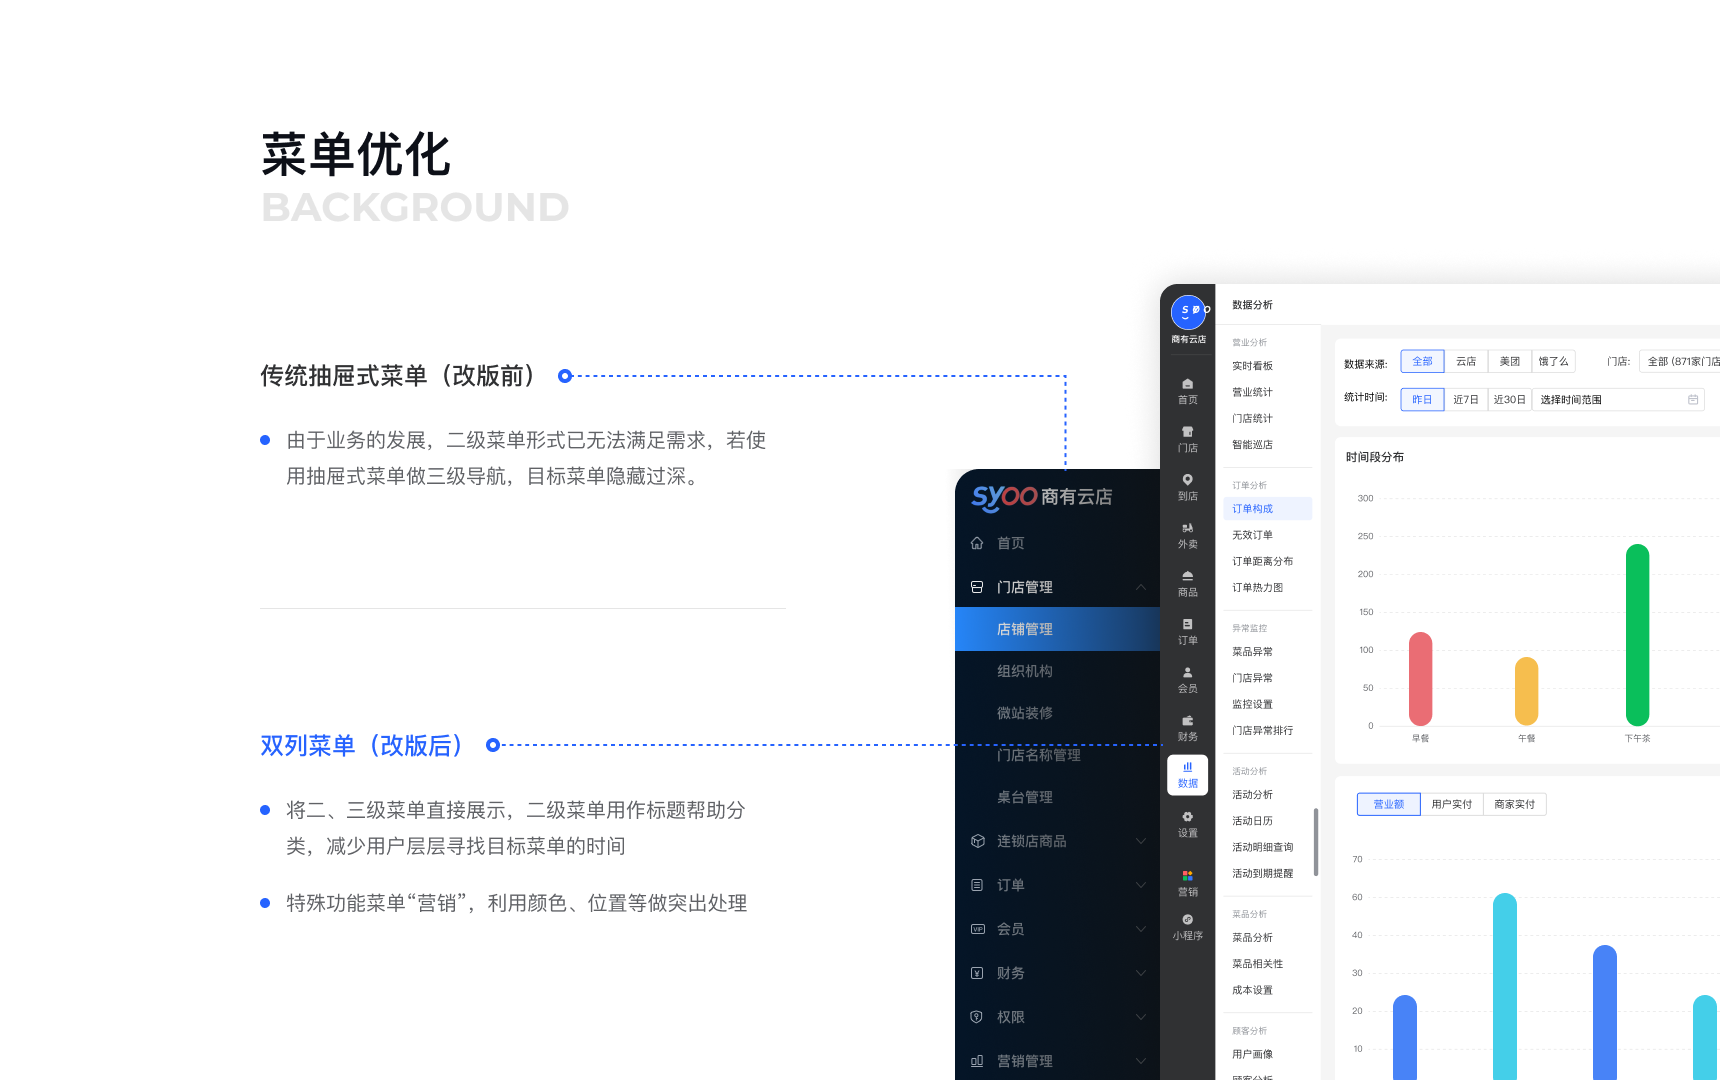 菜单优化
BACKGROUND
传统抽屉式菜单（改版前）
由于业务的发展，二级菜单形式已无法满足需求，若使
用抽屉式菜单做三级导航，目标菜单隐藏过深。
双列菜单（改版后）
将二、三级菜单直接展示，二级菜单用作标题帮助分
类，减少用户层层寻找目标菜单的时间
特殊功能菜单“营销”，利用颜色、位置等做突出处理
SYOO 商有云店
首页
门店管理
店铺管理
组织机构
微站装修
门店名称管理
桌台管理
连锁店商品
订单
VIP 会员
财务
权限
营销管理
商有云店
首页
门店
到店
外卖
商品
订单
会员
财务
数据
设置
营销
小程序
数据分析
营业分析
实时看板
营业统计
门店统计
智能巡店
订单分析
订单构成
无效订单
订单距离分布
订单热力图
异常监控
菜品异常
门店异常
监控设置
门店异常排行
活动分析
活动分析
活动日历
活动明细查询
活动到期提醒
菜品分析
菜品分析
菜品相关性
成本设置
顾客分析
用户画像
顾客分析
数据来源: 全部 云店 美团 饿了么 门店: 全部 (871家门店
统计时间: 昨日 近7日 近30日 选择时间范围
时间段分布
300
250
200
150
100
50
0
早餐 午餐 下午茶
营业额 用户实付 商家实付
70
60
40
30
20
10